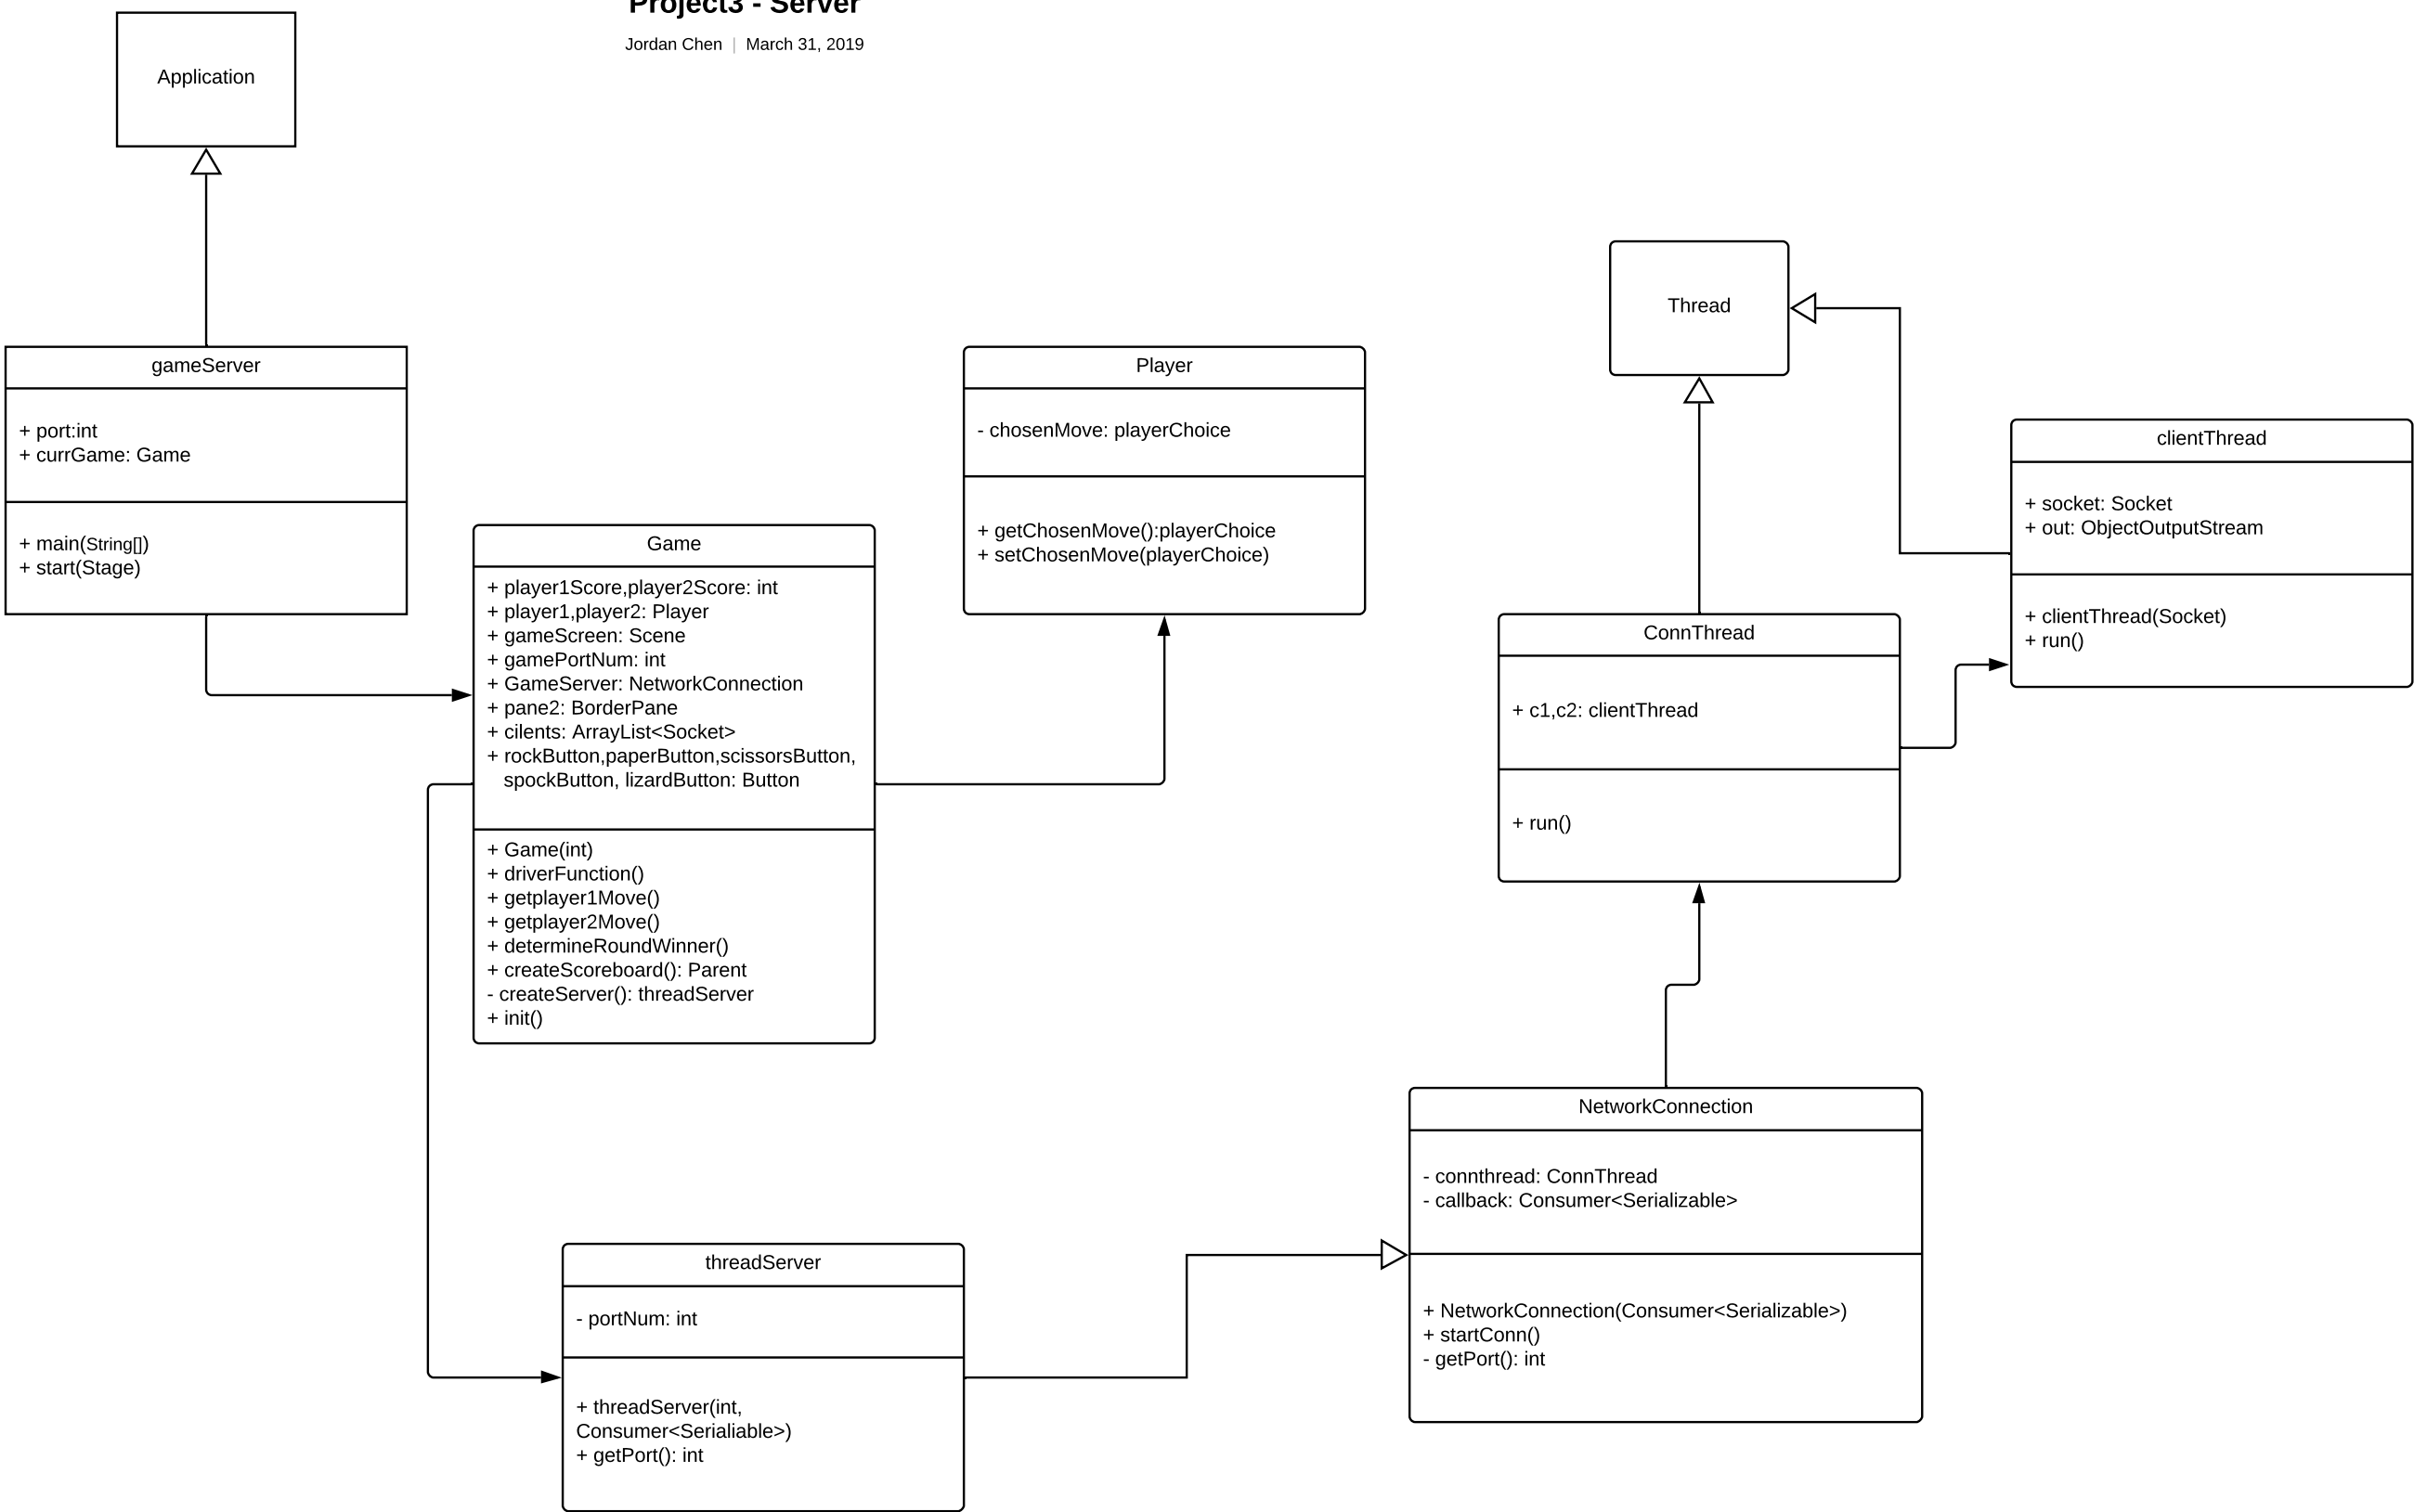 Project3 - Server
Jordan Chen | March 31, 2019
Application
gameServer
+ port:int
+ currGame: Game
+ main(String[])
+ start(Stage)
Game
+ player1Score,player2Score: int
+ player1,player2: Player
+ gameScreen: Scene
+ gamePortNum: int
+ GameServer: NetworkConnection
+ pane2: BorderPane
+ cilents: ArrayList<Socket>
+ rockButton,paperButton,scissorsButton,
spockButton, lizardButton: Button
+ Game(int)
+ driverFunction()
+ getplayer1Move()
+ getplayer2Move()
+ determineRoundWinner()
+ createScoreboard(): Parent
- createServer(): threadServer
+ init()
Player
- chosenMove: playerChoice
+ getChosenMove():playerChoice
+ setChosenMove(playerChoice)
Thread
clientThread
+ socket: Socket
+ out: ObjectOutputStream
+ clientThread(Socket)
+ run()
ConnThread
+ c1,c2: clientThread
+ run()
NetworkConnection
- connthread: ConnThread
- callback: Consumer<Serializable>
+ NetworkConnection(Consumer<Serializable>)
+ startConn()
- getPort(): int
threadServer
- portNum: int
+ threadServer(int,
Consumer<Serialiable>)
+ getPort(): int